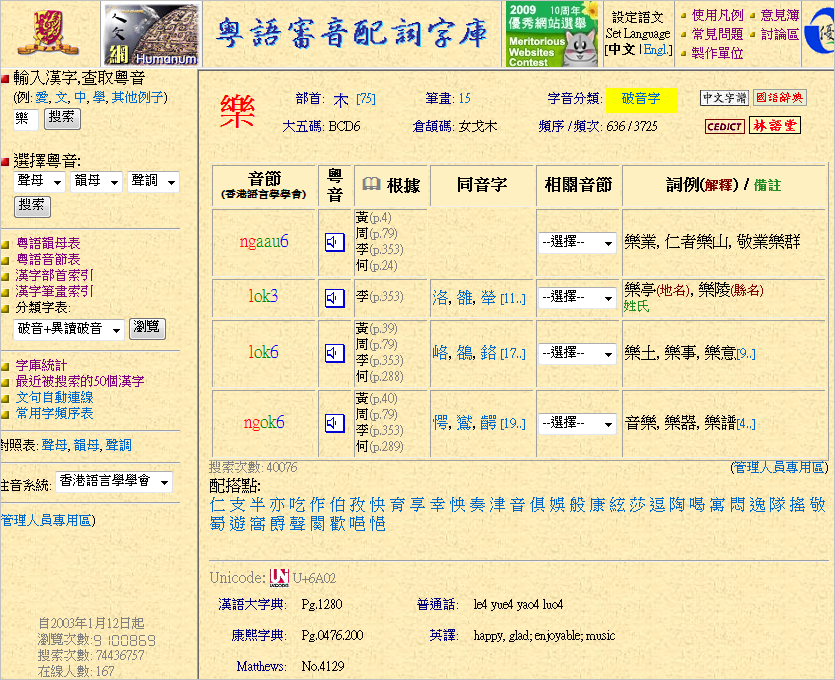 人文網 Humanum
粵語審音配詞字庫
2009 10周年
優秀網站選舉
Meritorious
Websites
Contest
設定語文
Set Language
[中文 | Engl.]
使用凡例 意見簿
常見問題 討論區
製作單位
輸入漢字,查取粵音
(例: 愛, 文, 中, 學, 其他例子)
樂 搜索
選擇粵音:
聲母 韻母 聲調
搜索
粵語韻母表
粵語音節表
漢字部首索引
漢字筆畫索引
分類字表:
破音+異讀破音 瀏覽
字庫統計
最近被搜索的50個漢字
文句自動連線
常用字頻序表
對照表: 聲母, 韻母, 聲調
注音系統: 香港語言學學會
管理人員專用區)
自2003年1月12日起
瀏覽次數:9100869
搜索次數: 74436757
在線人數: 167
樂
部首: 木 [75] 筆畫: 15 字音分類: 破音字
大五碼: BCD6 倉頡碼: 女戈木 頻序 / 頻次: 636 / 3725
中文字譜 國語辭典
CEDICT 林語堂
音節
(香港語言學學會) 粵音 根據 同音字 相關音節 詞例(解釋) / 備註
ngaau6 黃(p.4)
周(p.79)
李(p.353)
何(p.24) --選擇-- 樂業, 仁者樂山, 敬業樂群
lok3 李(p.353) 洛, 雒, 犖 [11..] --選擇-- 樂亭(地名), 樂陵(縣名)
姓氏
lok6 黃(p.39)
周(p.79)
李(p.353)
何(p.288) 峈, 鵅, 鉻 [17..] --選擇-- 樂土, 樂事, 樂意[9..]
ngok6 黃(p.40)
周(p.79)
李(p.353)
何(p.289) 愕, 鸑, 齶 [19..] --選擇-- 音樂, 樂器, 樂譜[4..]
搜索次數: 40076 (管理人員專用區)
配搭點:
仁 支 半 亦 吃 作 伯 孜 快 育 享 幸 怏 奏 津 音 俱 娛 般 康 絃 莎 逗 陶 喝 寓 悶 逸 隊 搖 敬
蜀 遊 窩 爵 聲 闃 歡 唈 悒
Unicode: U+6A02
漢語大字典: Pg.1280 普通話: le4 yue4 yao4 luo4
康熙字典: Pg.0476.200 英譯: happy, glad; enjoyable; music
Matthews: No.4129